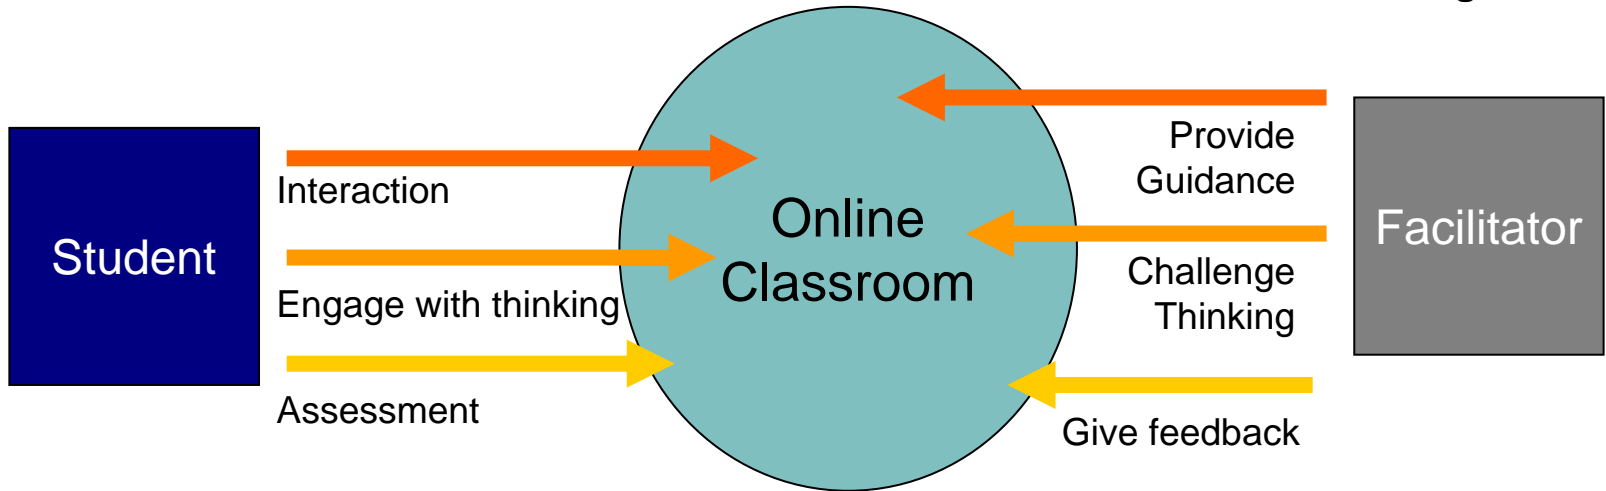 Student
Interaction
Engage with thinking
Assessment
Online
Classroom
Provide
Guidance
Challenge
Thinking
Give feedback
Facilitator